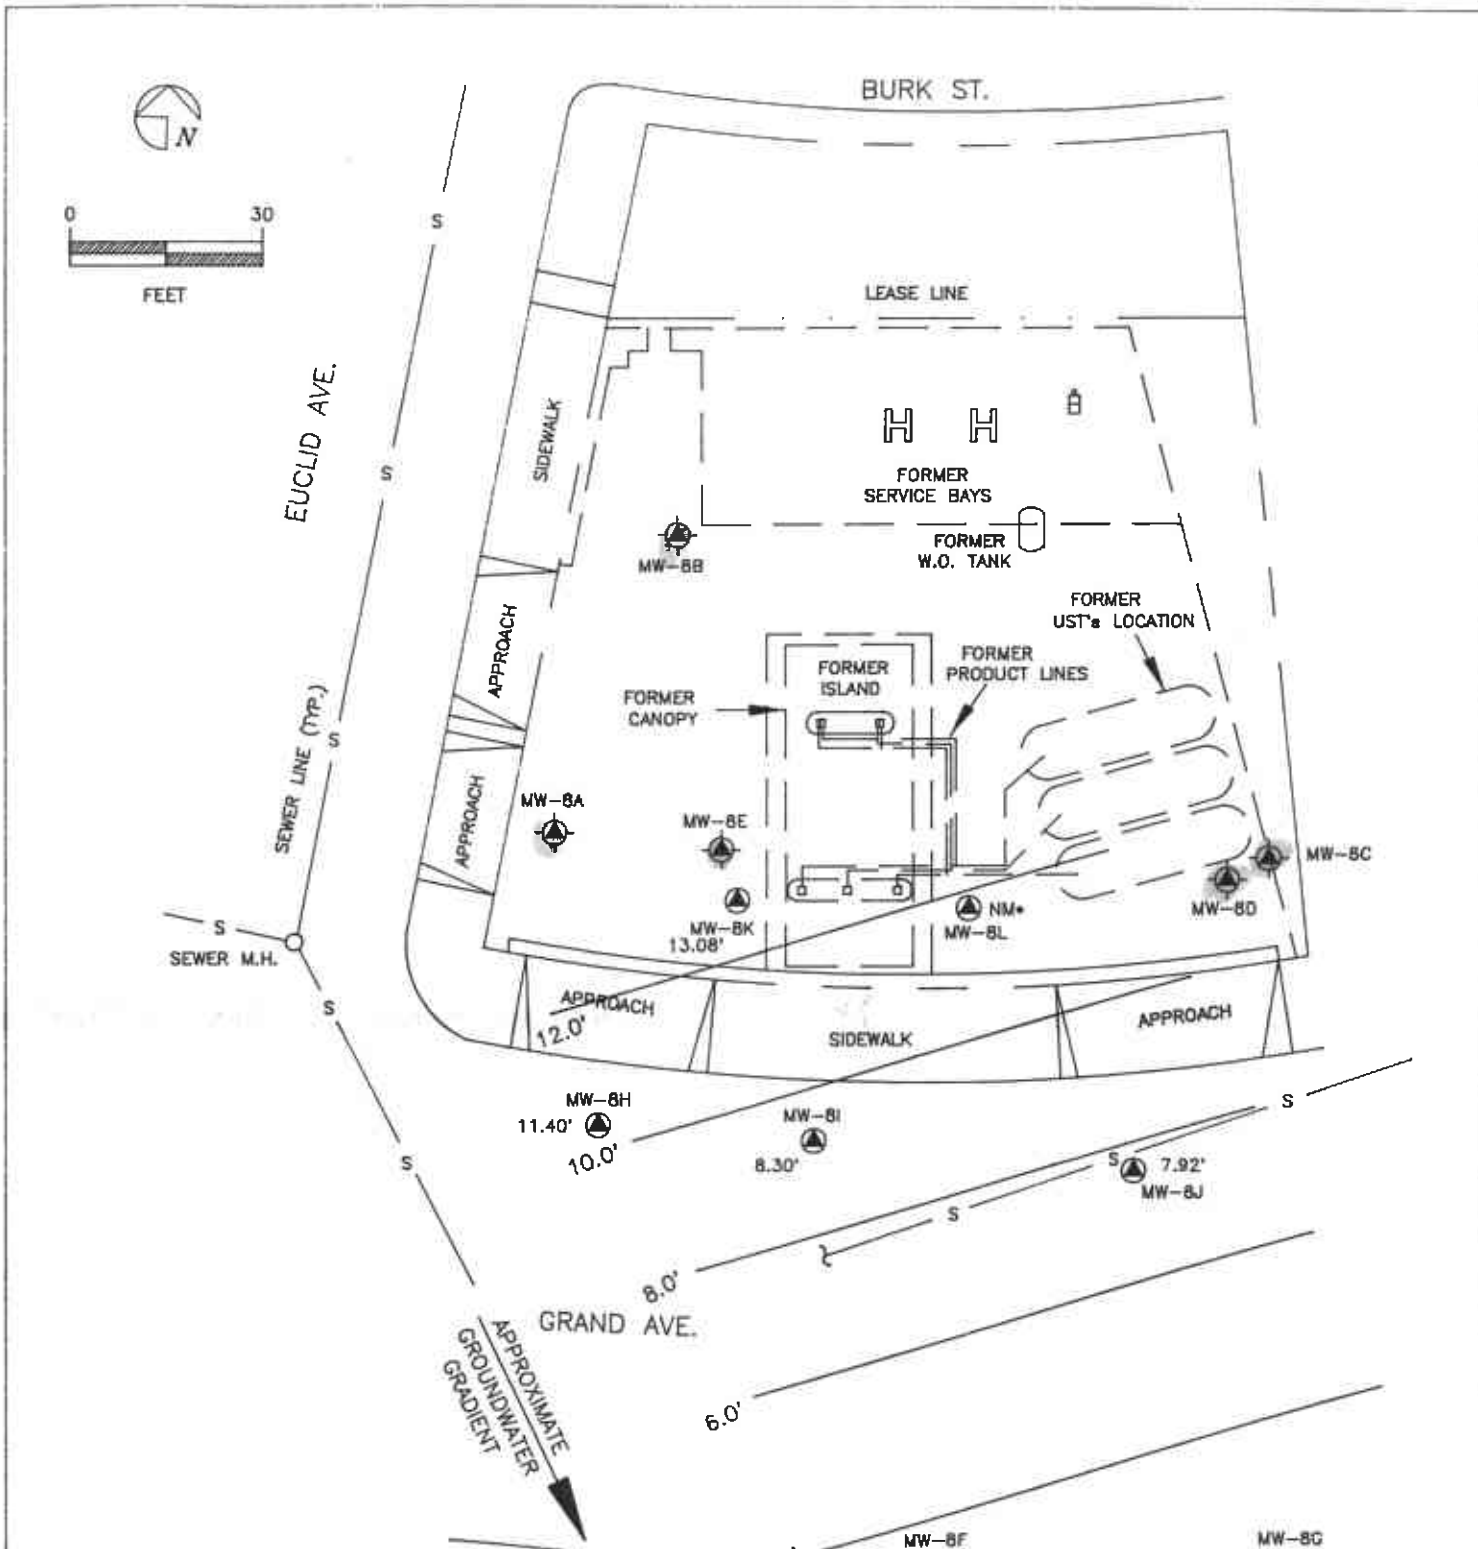 BURK ST.
N
0 30
FEET
S
LEASE LINE
EUCLID AVE.
SIDEWALK
S
FORMER
SERVICE BAYS
FORMER
W.O. TANK
MW-8B
FORMER
UST's LOCATION
APPROACH
FORMER
PRODUCT LINES
FORMER
ISLAND
FORMER
CANOPY
SEWER LINE (TYP.)
S
APPROACH
MW-8A
MW-8E
MW-8C
MW-8D
MW-8K
13.08'
NM*
MW-8L
S
SEWER M.H.
S
APPROACH
12.0'
SIDEWALK
APPROACH
MW-8H
11.40'
10.0'
MW-8I
8.30'
S
S
7.92'
MW-8J
S
S
8.0'
GRAND AVE.
APPROXIMATE
GROUNDWATER
GRADIENT
6.0'
MW-8F
MW-8G